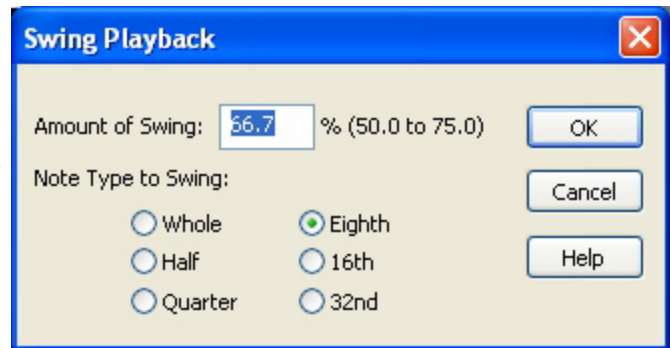 Swing Playback
Amount of Swing: 66.7 % (50.0 to 75.0) OK
Note Type to Swing:
Cancel
Whole Eighth
Half 16th Help
Quarter 32nd